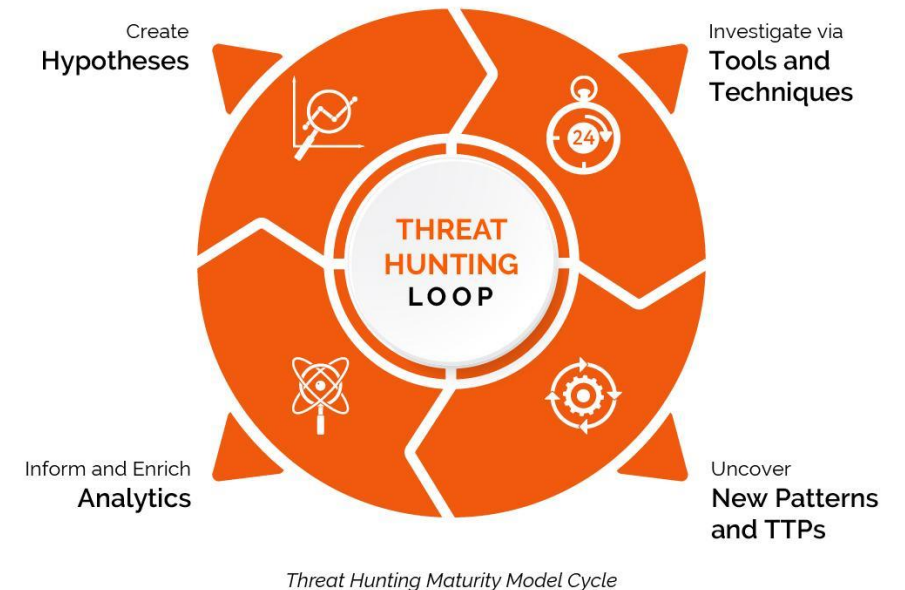 Create
Hypotheses
Investigate via
Tools and
Techniques
24
THREAT
HUNTING
LOOP
Inform and Enrich
Analytics
Uncover
New Patterns
and TTPs
Threat Hunting Maturity Model Cycle